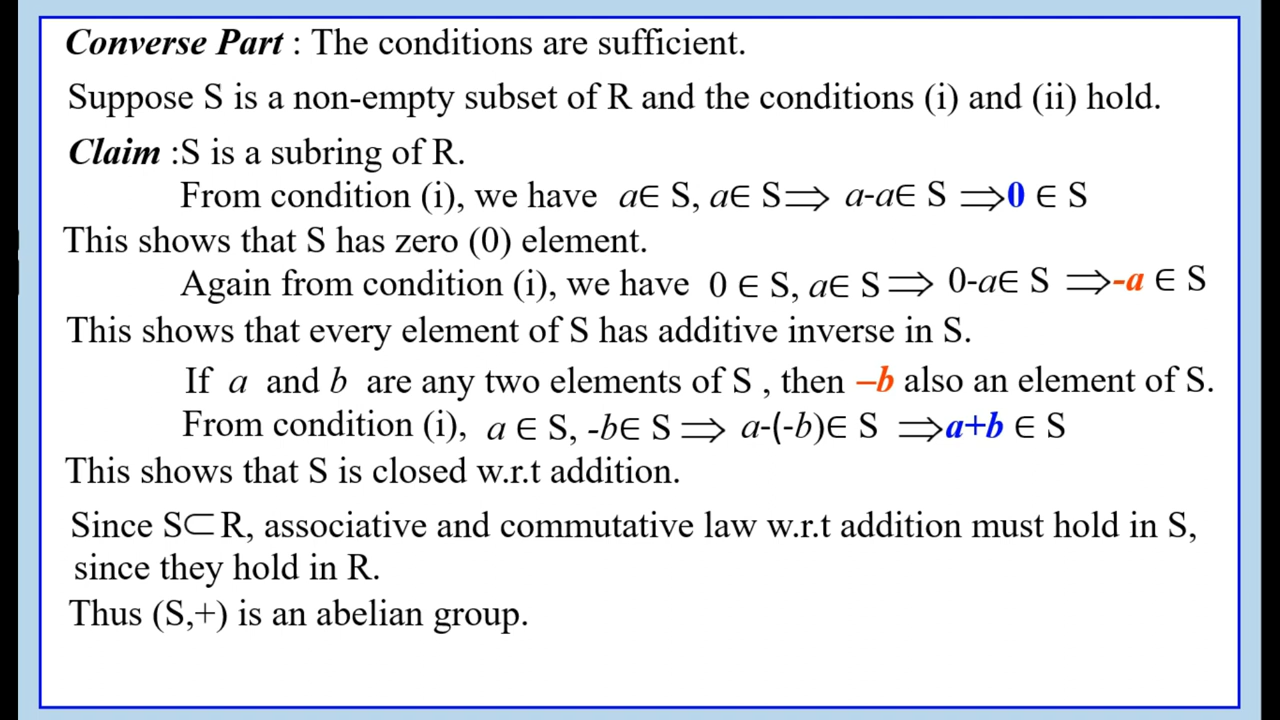 Converse Part : The conditions are sufficient.
Suppose S is a non-empty subset of R and the conditions (i) and (ii) hold.
Claim :S is a subring of R.
From condition (i), we have a∈ S, a∈ S⟹ a-a∈ S ⟹0 ∈ S
This shows that S has zero (0) element.
Again from condition (i), we have 0 ∈ S, a∈ S⟹ 0-a∈ S ⟹-a ∈ S
This shows that every element of S has additive inverse in S.
If a and b are any two elements of S , then –b also an element of S.
From condition (i), a ∈ S, -b∈ S⟹ a-(-b)∈ S ⟹a+b ∈ S
This shows that S is closed w.r.t addition.
Since S⊂R, associative and commutative law w.r.t addition must hold in S,
since they hold in R.
Thus (S,+) is an abelian group.